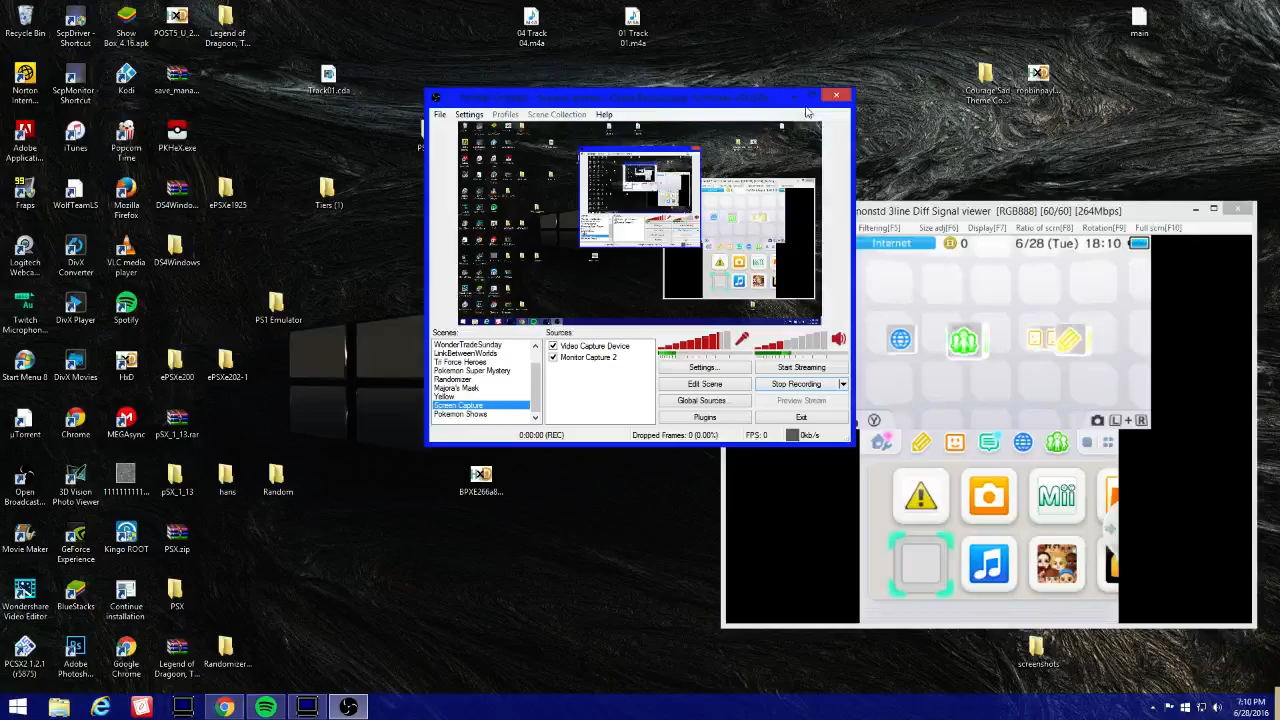 Recycle Bin
ScpDriver - Shortcut
Show Box_4.16.apk
POST5_U_2...
Legend of Dragoon, T...
04 Track 04.m4a
01 Track 01.m4a
main
Norton Intern...
ScpMonitor - Shortcut
Kodi
save_mana...
Track01.cda
Courage Sad Theme Co...
Adobe Applicati...
iTunes
Popcorn Time
PKHeX.exe
Fraps
WolfTeamLS
Mozilla Firefox
DS4Window...
ePSXe1925
Tiers (1)
Logitech Webca...
DivX Converter
VLC media player
DS4Windows
Twitch Microphon...
DivX Player
Spotify
PS1 Emulator
Start Menu 8
DivX Movies
HxD
ePSXe200
ePSXe202-1
µTorrent
Chrome
MEGAsync
pSX_1_13.rar
Open Broadcast...
3D Vision Photo Viewer
1111111111...
pSX_1_13
hans
Random
BPXE266a8...
Movie Maker
GeForce Experience
Kingo ROOT
PSX.zip
Wondershare Video Editor
BlueStacks
Continue installation
PSX
PCSX2 1.2.1 (r5875)
Adobe Photosh...
Google Chrome
Legend of Dragoon, T...
Randomizer...
screenshots
File Settings Profiles Scene Collection Help
Scenes:
WonderTradeSunday
LinkBetweenWorlds
Tri Force Heroes
Pokemon Super Mystery
Randomizer
Majora's Mask
Yellow
Screen Capture
Pokemon Shows
Sources:
Video Capture Device
Monitor Capture 2
Settings...
Start Streaming
Edit Scene
Stop Recording
Global Sources...
Preview Stream
Plugins
Exit
0:00:00 (REC)
Dropped Frames: 0 (0.00%)
FPS: 0
0kb/s
nonstd 3line Diff Signal viewer [RGB888] [60/60] [264Mbps]
Filtering[F5] Size adj[F6] Display[F7] Ratio of scrn[F8] Rotation[F9] Full scrn[F10]
Internet
0
6/28 (Tue) 18:10
Y
L + R
Mii
7:10 PM
6/28/2016